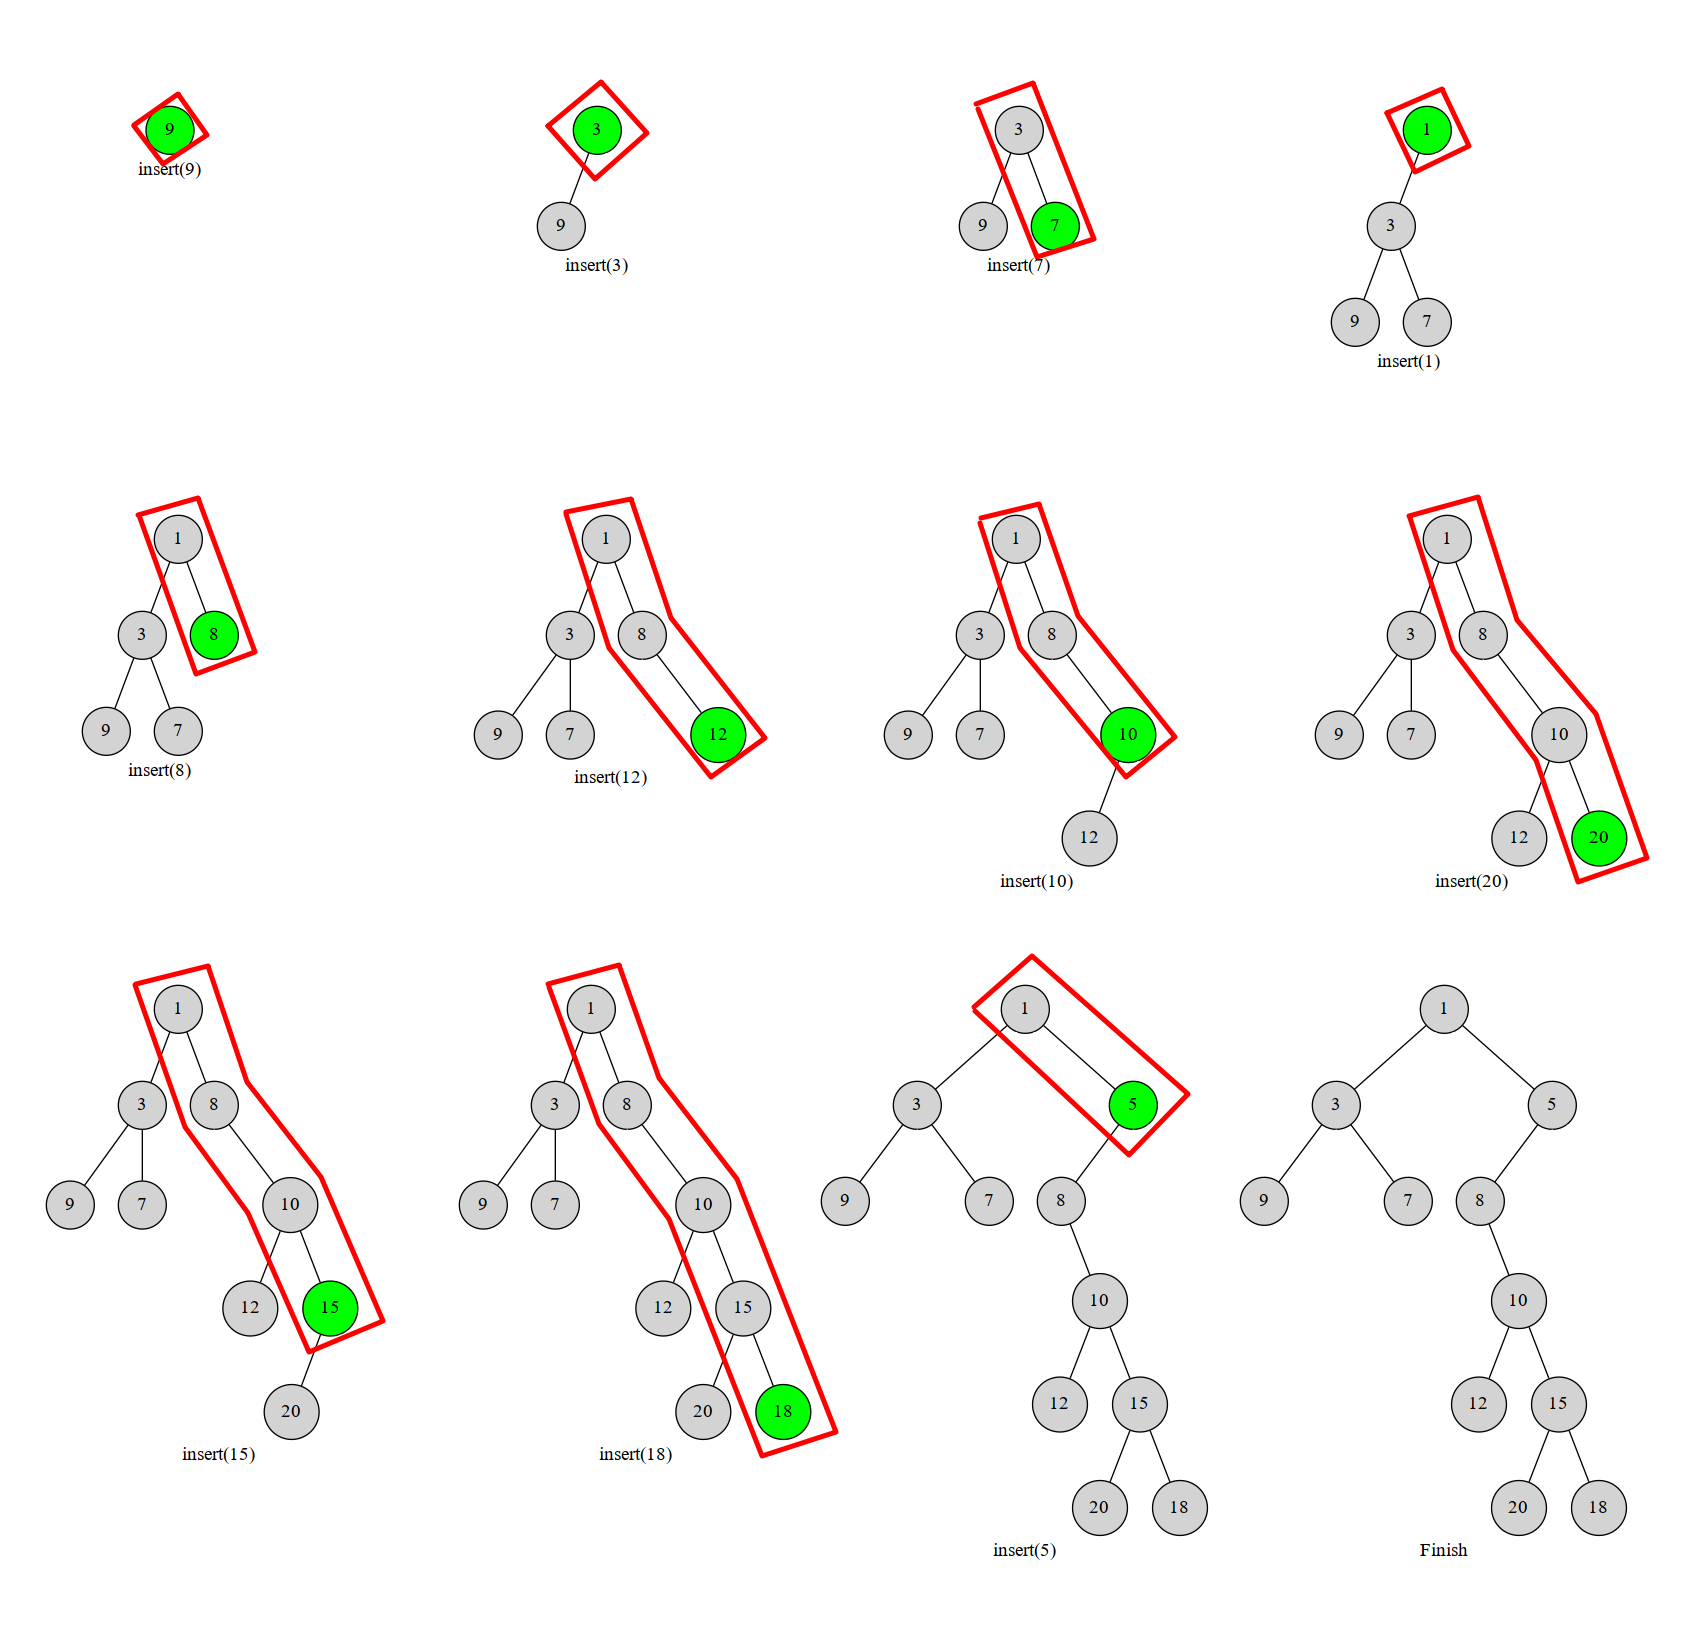 9
insert(9)
3
9
insert(3)
3
9 7
insert(7)
1
3
9 7
insert(1)
1
3 8
9 7
insert(8)
1
3 8
9 7 12
insert(12)
1
3 8
9 7 10
12
insert(10)
1
3 8
9 7 10
12 20
insert(20)
1
3 8
9 7 10
12 15
20
insert(15)
1
3 8
9 7 10
12 15
20 18
insert(18)
1
3 5
9 7 8
10
12 15
20 18
insert(5)
1
3 5
9 7 8
10
12 15
20 18
Finish